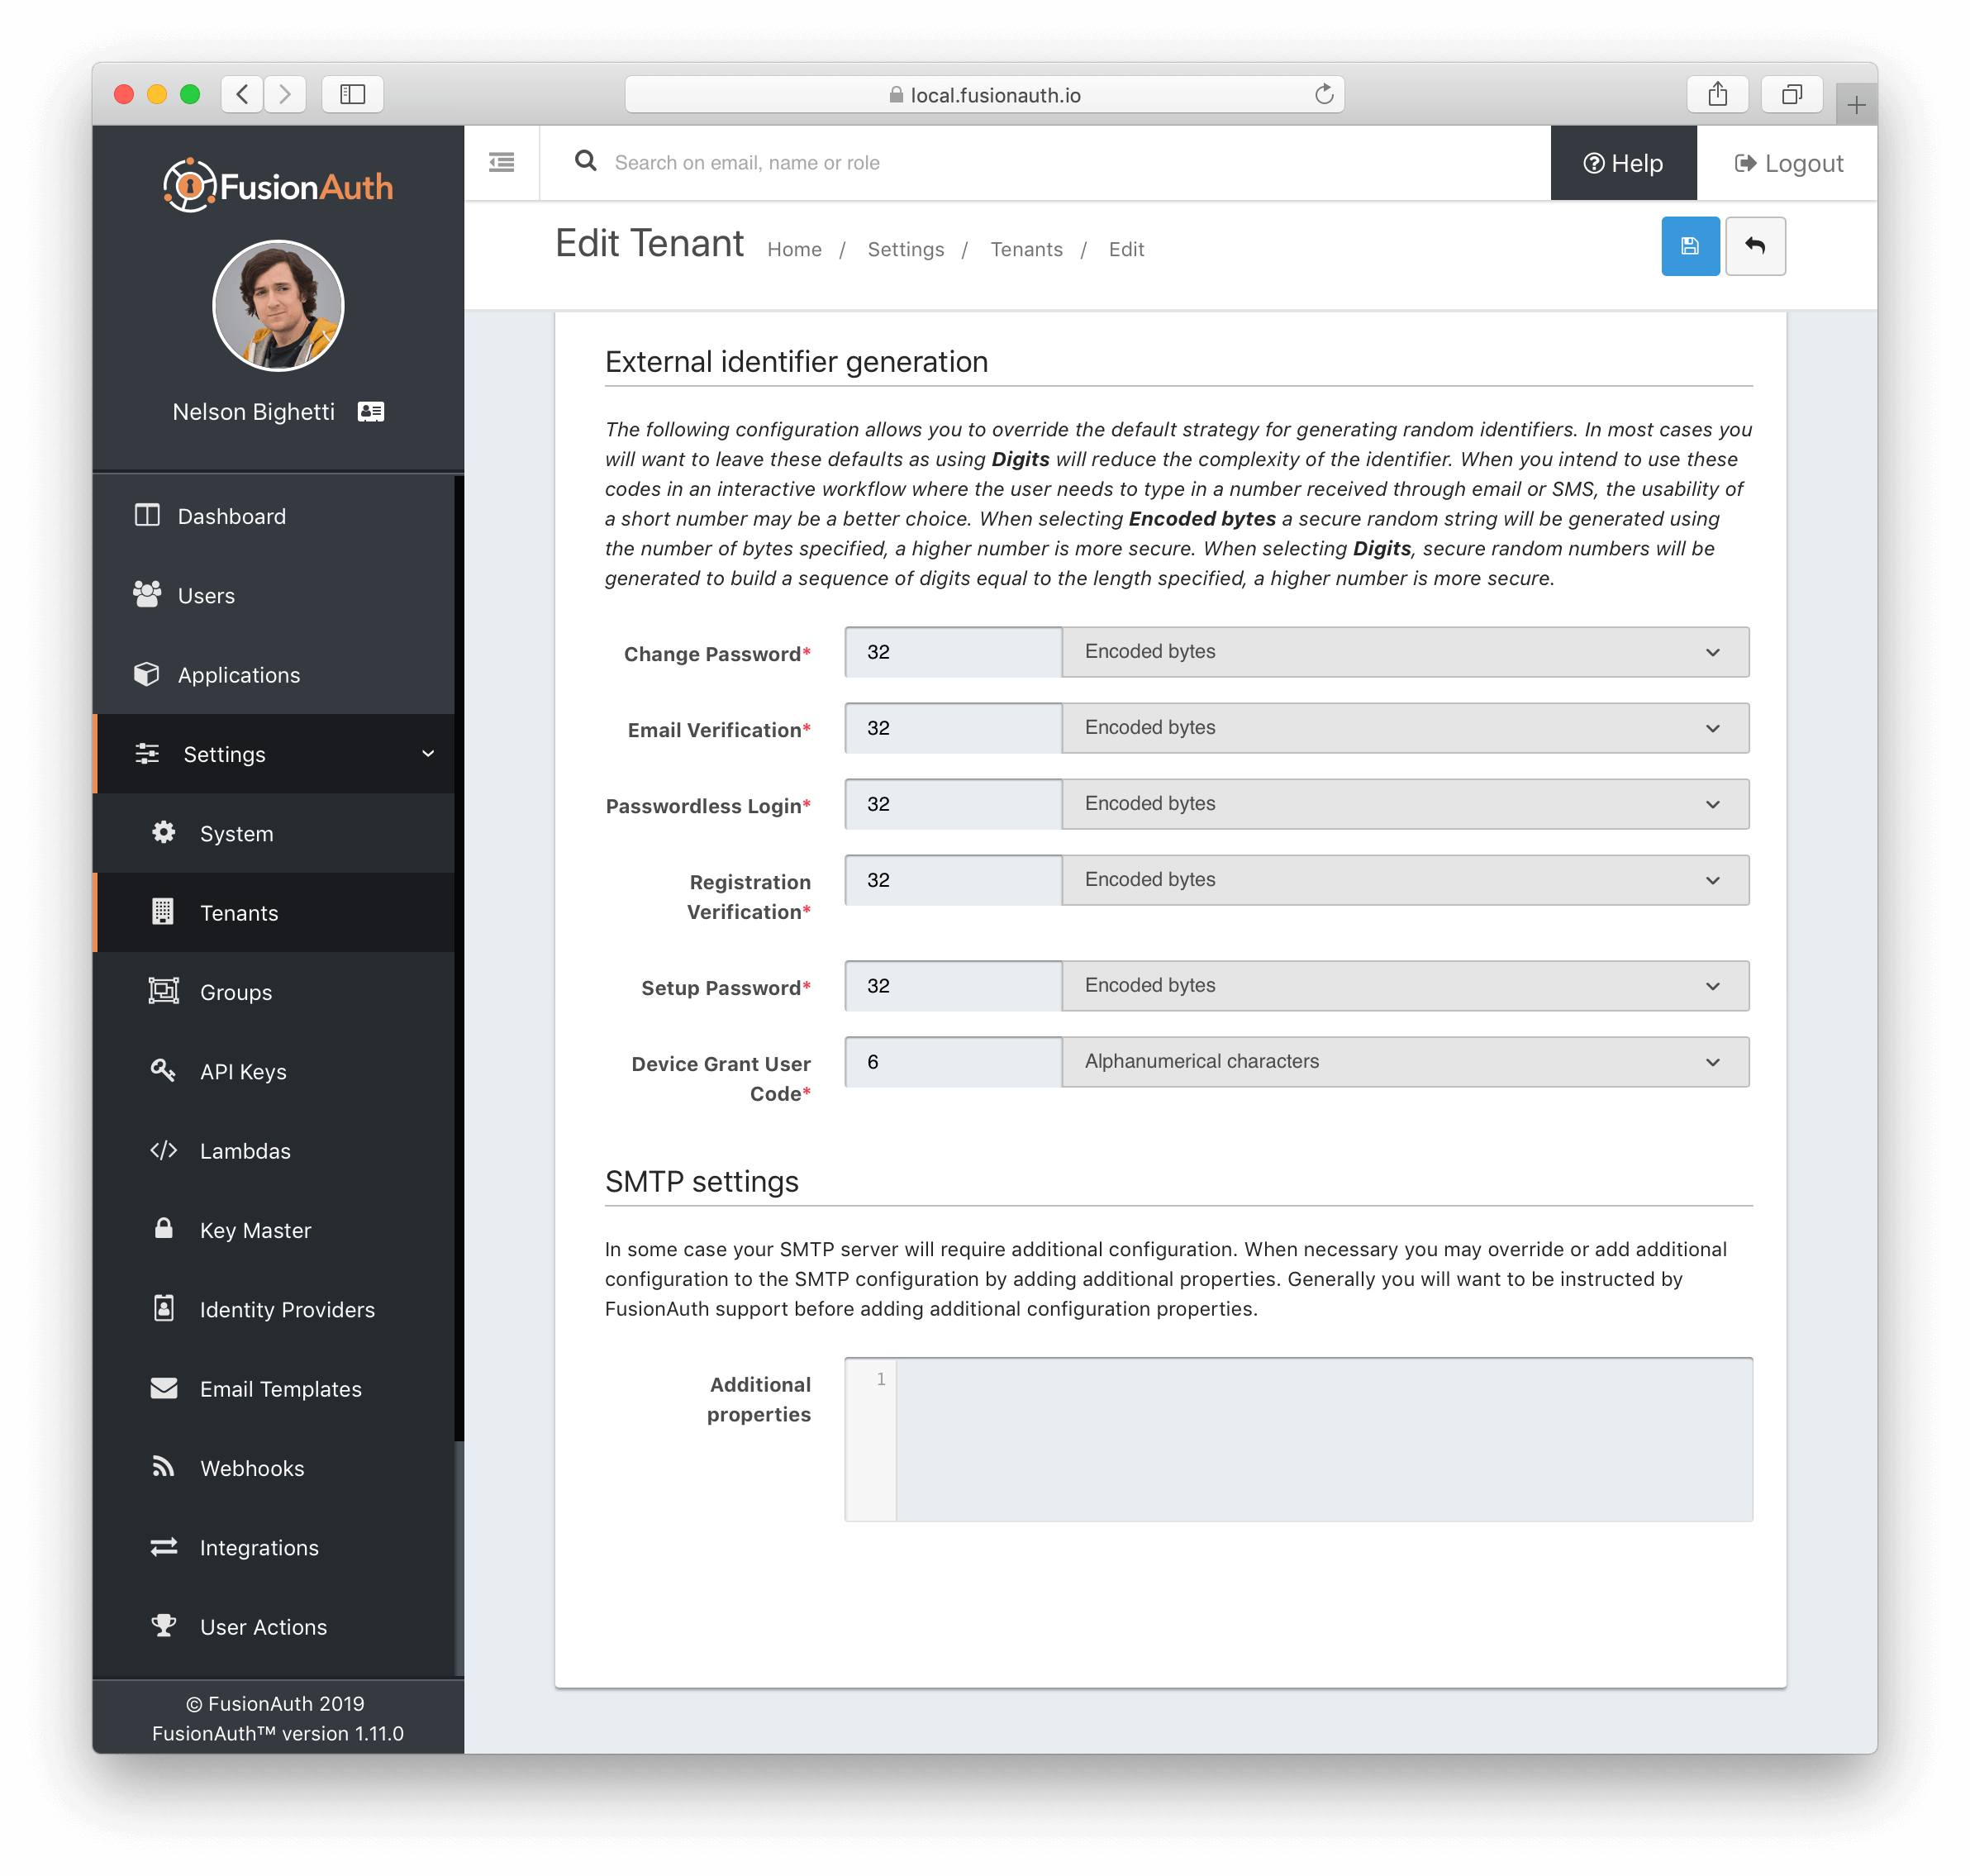 local.fusionauth.io
FusionAuth
Nelson Bighetti
Dashboard
Users
Applications
Settings
System
Tenants
Groups
API Keys
Lambdas
Key Master
Identity Providers
Email Templates
Webhooks
Integrations
User Actions
© FusionAuth 2019
FusionAuth™ version 1.11.0
Search on email, name or role
Help
Logout
Edit Tenant
Home / Settings / Tenants / Edit
External identifier generation
The following configuration allows you to override the default strategy for generating random identifiers. In most cases you
will want to leave these defaults as using Digits will reduce the complexity of the identifier. When you intend to use these
codes in an interactive workflow where the user needs to type in a number received through email or SMS, the usability of
a short number may be a better choice. When selecting Encoded bytes a secure random string will be generated using
the number of bytes specified, a higher number is more secure. When selecting Digits, secure random numbers will be
generated to build a sequence of digits equal to the length specified, a higher number is more secure.
Change Password* 32 Encoded bytes
Email Verification* 32 Encoded bytes
Passwordless Login* 32 Encoded bytes
Registration 32 Encoded bytes
Verification*
Setup Password* 32 Encoded bytes
Device Grant User 6 Alphanumerical characters
Code*
SMTP settings
In some case your SMTP server will require additional configuration. When necessary you may override or add additional
configuration to the SMTP configuration by adding additional properties. Generally you will want to be instructed by
FusionAuth support before adding additional configuration properties.
Additional 1
properties